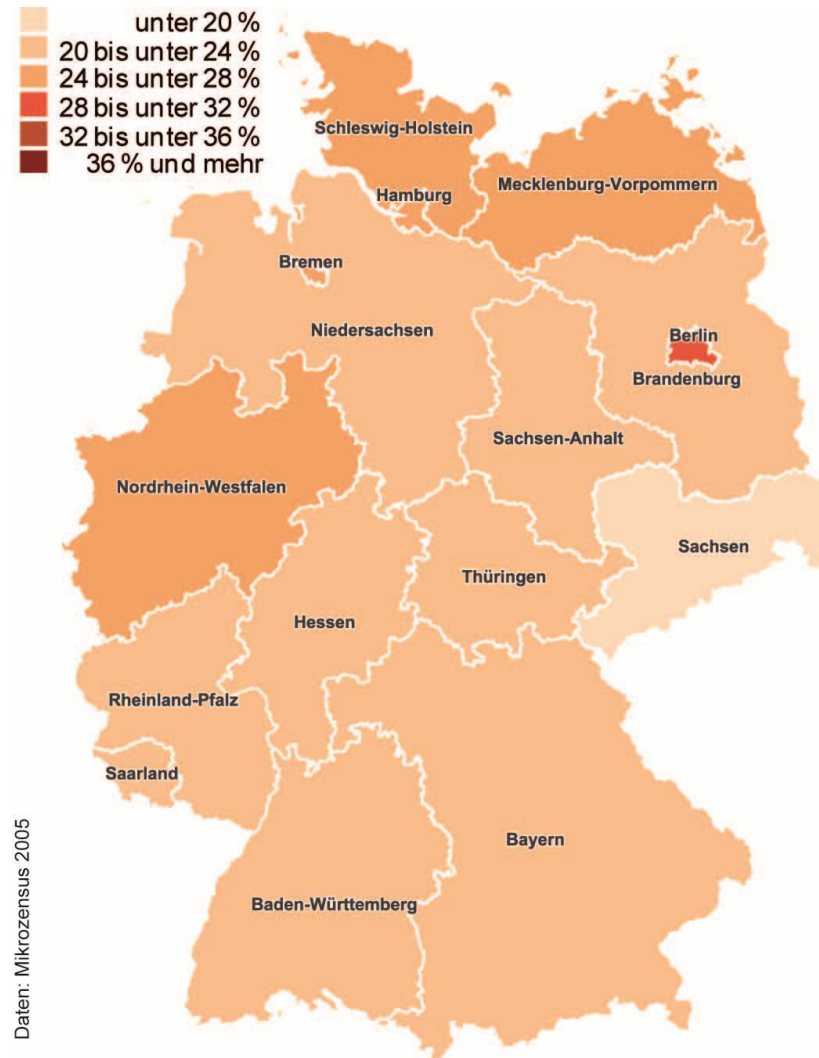 unter 20 %
20 bis unter 24 %
24 bis unter 28 %
28 bis unter 32 %
32 bis unter 36 %
36 % und mehr
Schleswig-Holstein
Mecklenburg-Vorpommern
Hamburg
Bremen
Niedersachsen
Berlin
Brandenburg
Sachsen-Anhalt
Nordrhein-Westfalen
Sachsen
Thüringen
Hessen
Rheinland-Pfalz
Saarland
Bayern
Baden-Württemberg
Daten: Mikrozensus 2005